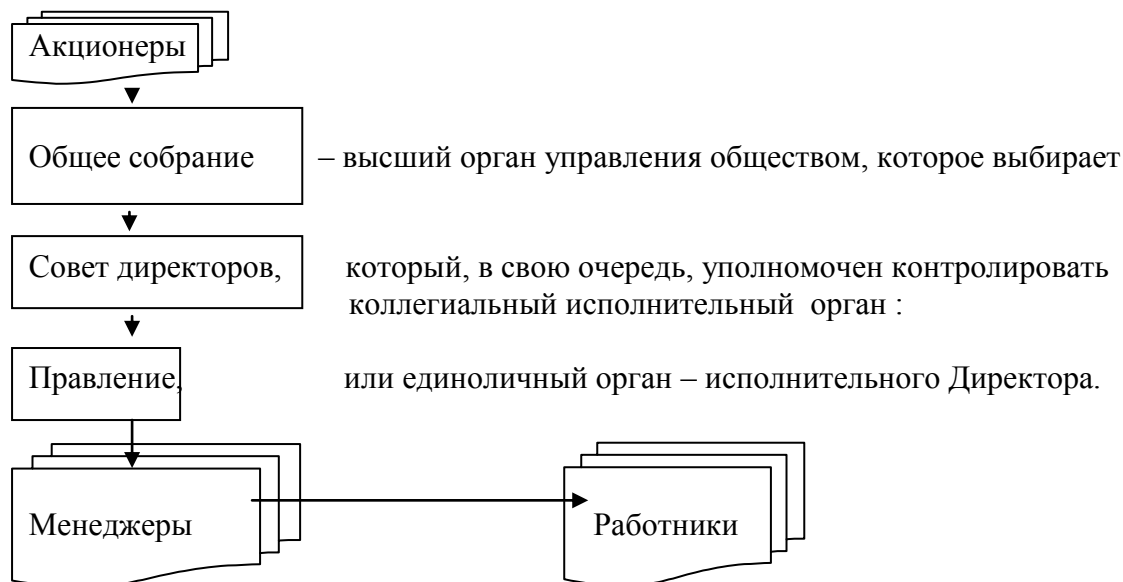 Акционеры
Общее собрание – высший орган управления обществом, которое выбирает
Совет директоров, который, в свою очередь, уполномочен контролировать
коллегиальный исполнительный орган :
Правление, или единоличный орган – исполнительного Директора.
Менеджеры Работники